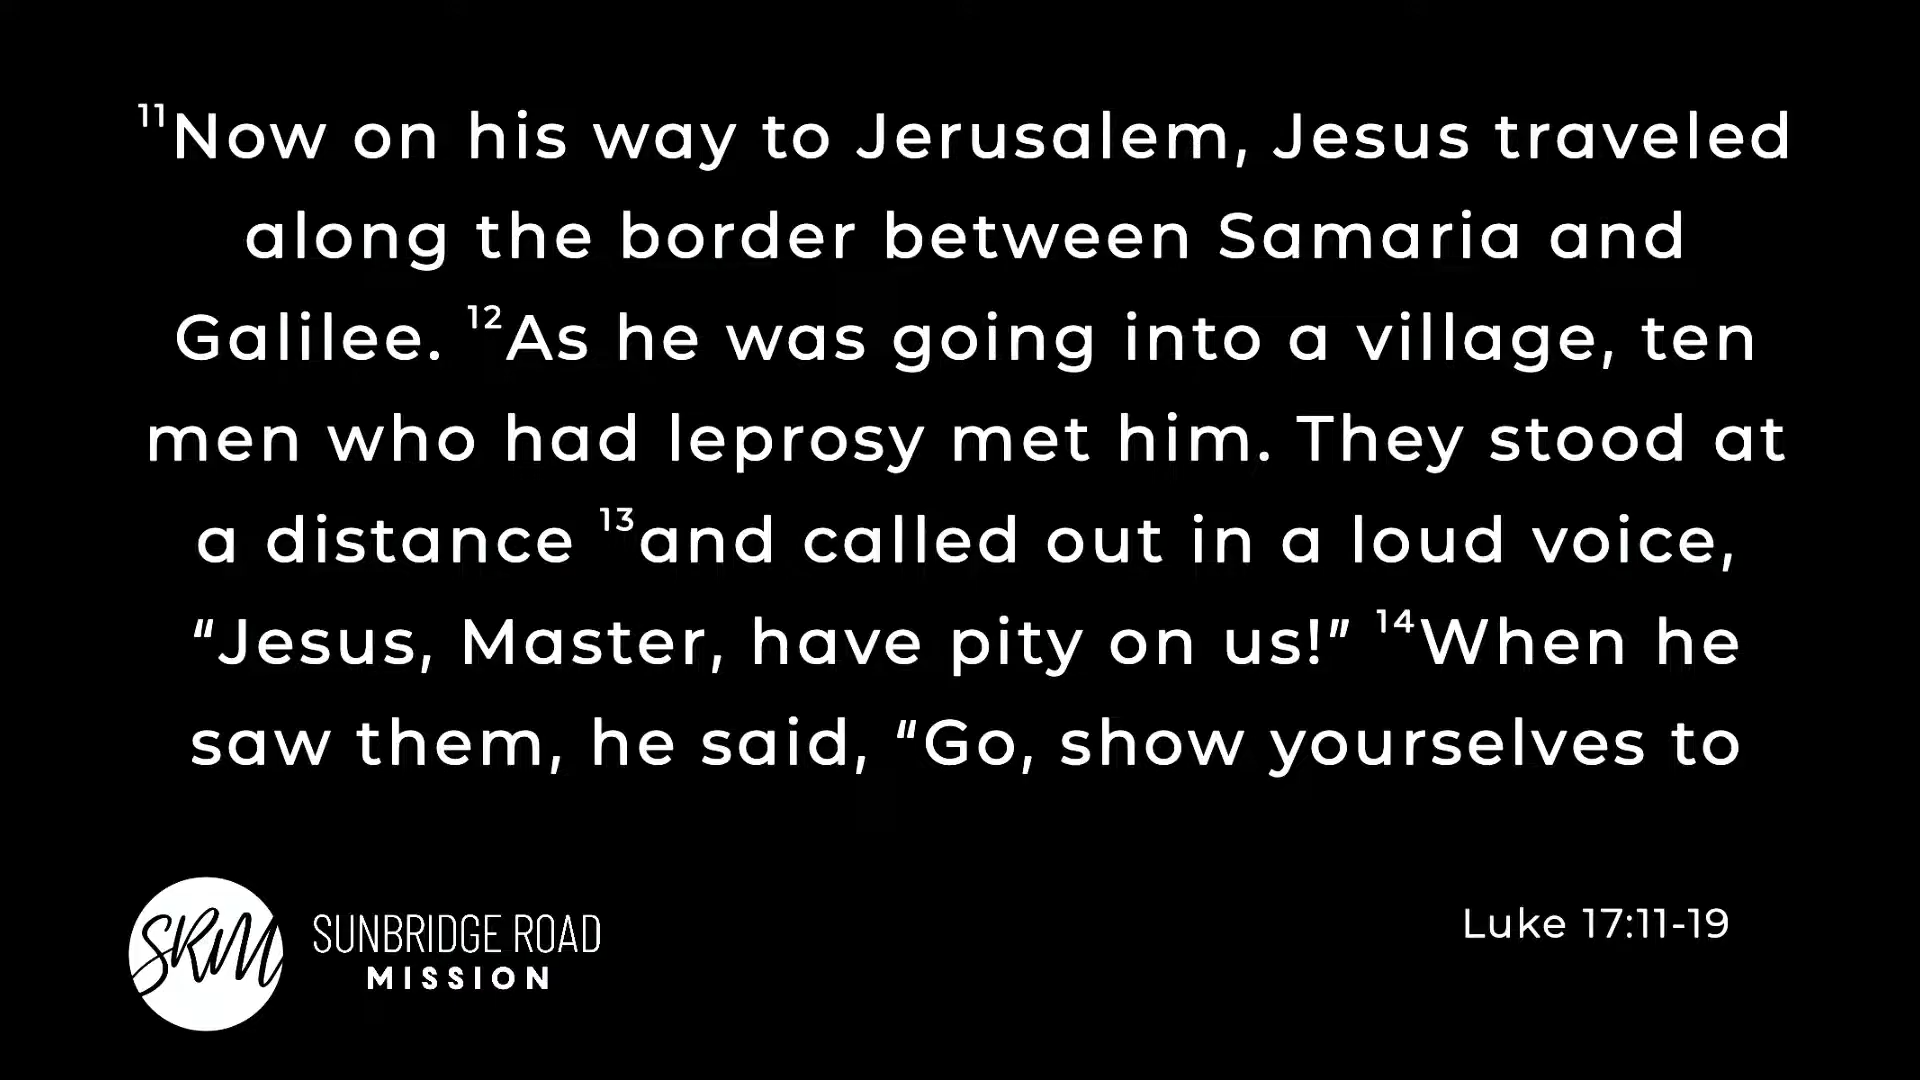 ¹¹Now on his way to Jerusalem, Jesus traveled
along the border between Samaria and
Galilee. ¹²As he was going into a village, ten
men who had leprosy met him. They stood at
a distance ¹³and called out in a loud voice,
“Jesus, Master, have pity on us!” ¹⁴When he
saw them, he said, “Go, show yourselves to
Luke 17:11-19
SRM
SUNBRIDGE ROAD
MISSION